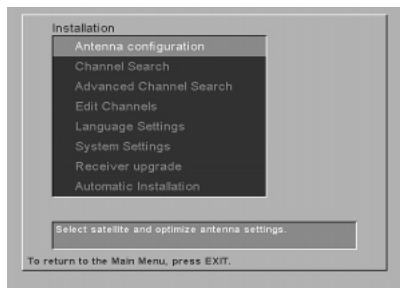 Installation
Antenna configuration
Channel Search
Advanced Channel Search
Edit Channels
Language Settings
System Settings
Receiver upgrade
Automatic Installation
Select satellite and optimize antenna settings.
To return to the Main Menu, press EXIT.